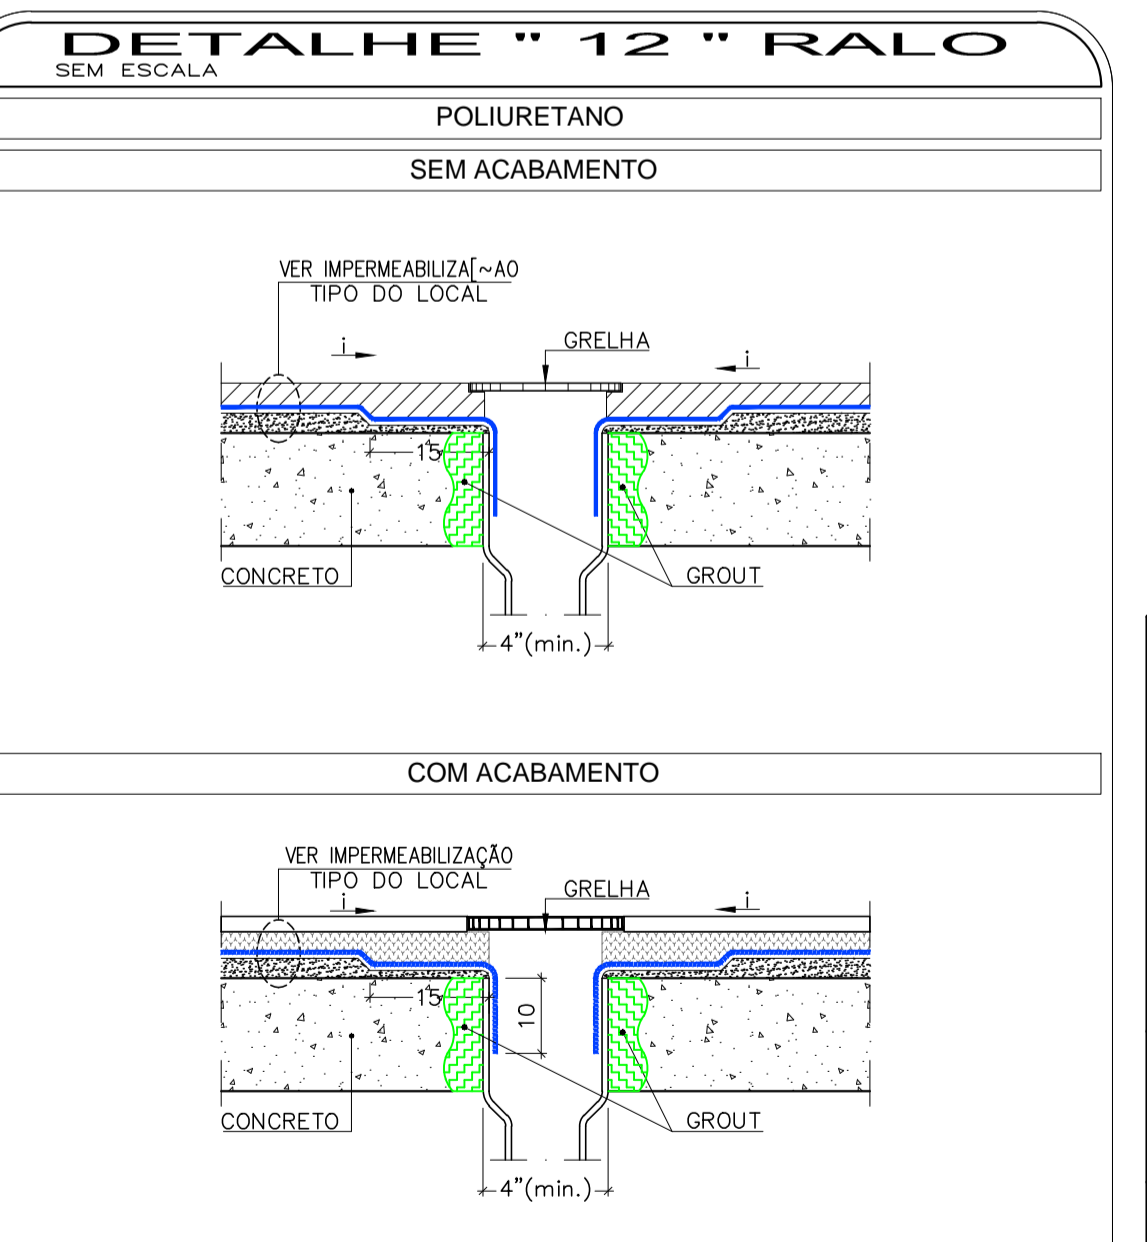 DETALHE " 12 " RALO
SEM ESCALA
POLIURETANO
SEM ACABAMENTO
VER IMPERMEABILIZA[~AO
TIPO DO LOCAL
GRELHA
i
i
15
CONCRETO
GROUT
4"(min.)
COM ACABAMENTO
VER IMPERMEABILIZAÇÃO
TIPO DO LOCAL
GRELHA
i
i
15
10
CONCRETO
GROUT
4"(min.)